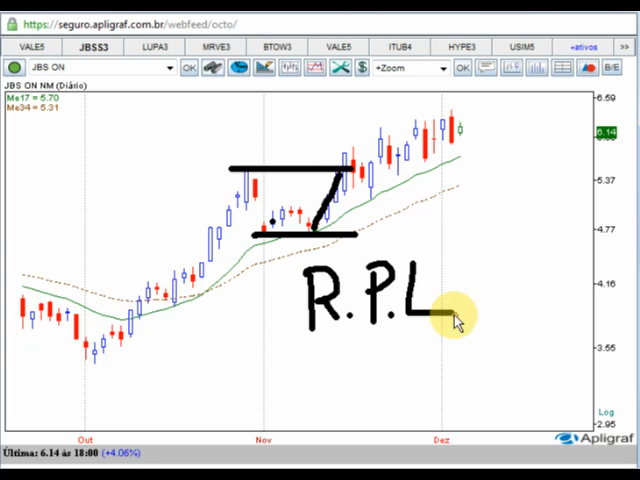 https://seguro.apligraf.com.br/webfeed/octo/
VALE5 JBSS3 LUPA3 MRVE3 BTOW3 VALE5 ITUB4 HYPE3 USIM5 +ativos >>
JBS ON OK +Zoom OK B/E
JBS ON NM (Diário)
Me17 = 5.70
Me34 = 5.31
6.59
6.14
5.37
4.77
4.16
3.55
2.95
R.P.L
Log
Out Nov Dez
Apligraf
Última: 6.14 às 18:00 (+4.06%)